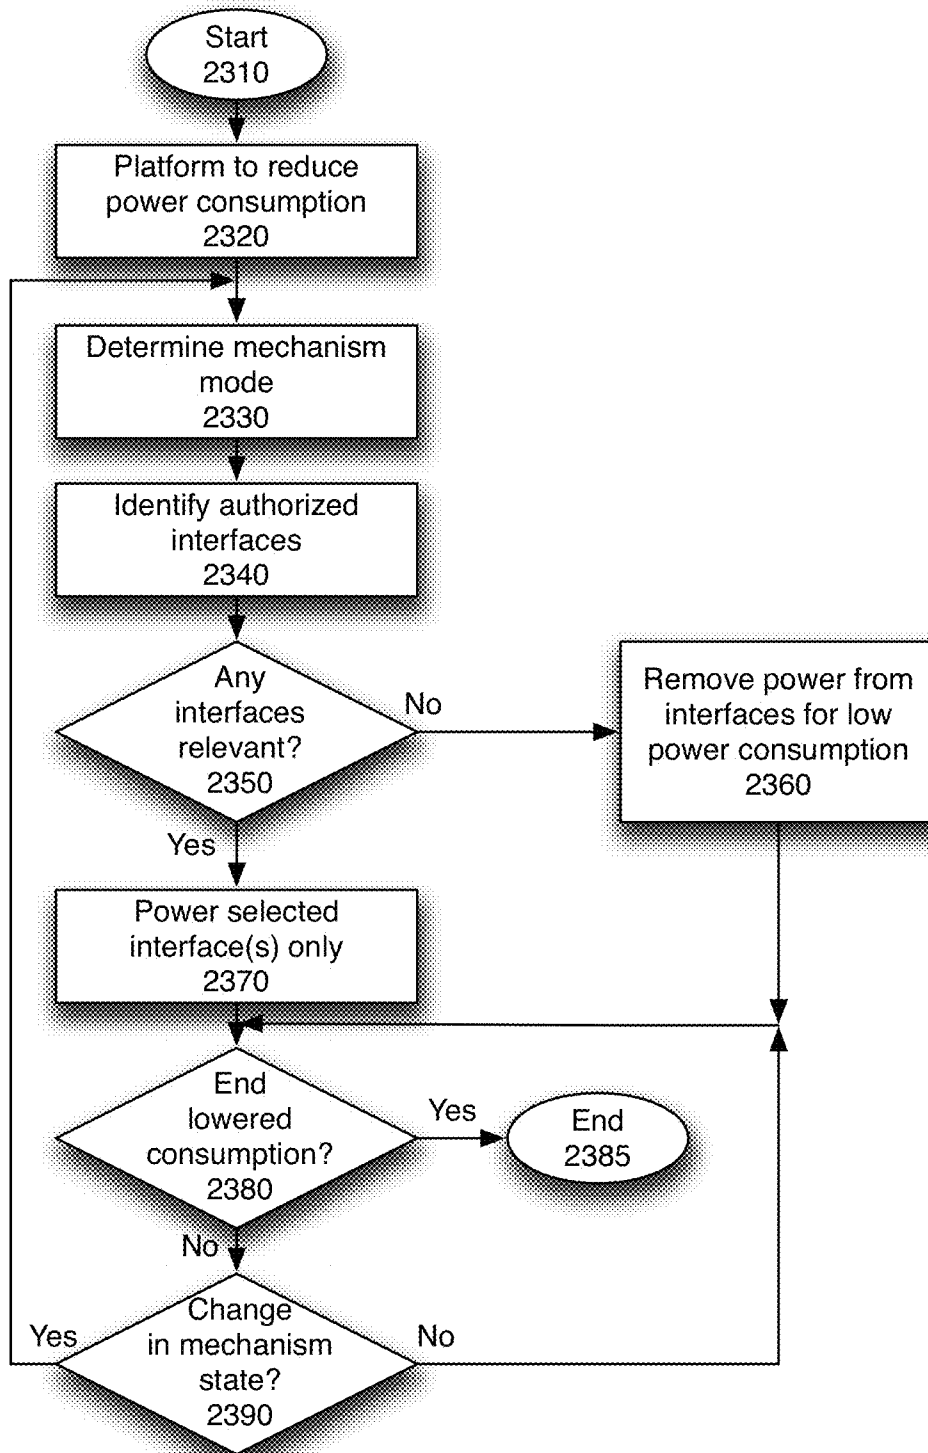 Start
2310
Platform to reduce
power consumption
2320
Determine mechanism
mode
2330
Identify authorized
interfaces
2340
Any
interfaces
relevant?
2350
No
Remove power from
interfaces for low
power consumption
2360
Yes
Power selected
interface(s) only
2370
End
lowered
consumption?
2380
Yes
End
2385
No
Change
in mechanism
state?
2390
Yes
No